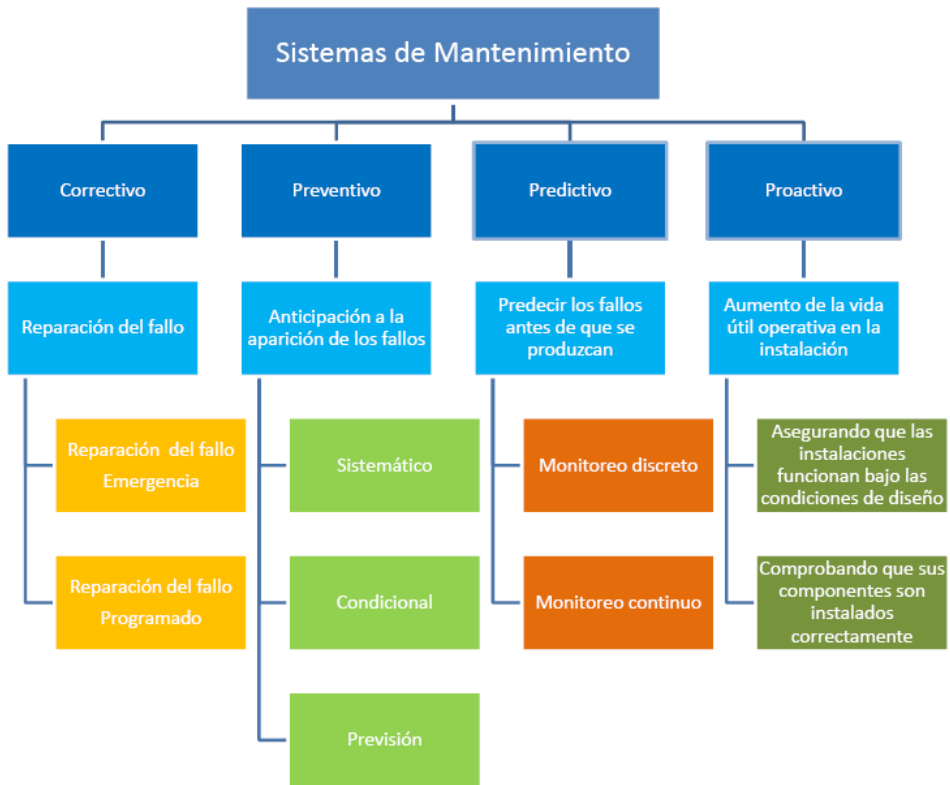 Sistemas de Mantenimiento
Correctivo
Preventivo
Predictivo
Proactivo
Reparación del fallo
Anticipación a la
aparición de los fallos
Predecir los fallos
antes de que se
produzcan
Aumento de la vida
útil operativa en la
instalación
Reparación del fallo
Emergencia
Sistemático
Monitoreo discreto
Asegurando que las
instalaciones
funcionan bajo las
condiciones de diseño
Reparación del fallo
Programado
Condicional
Monitoreo continuo
Comprobando que sus
componentes son
instalados
correctamente
Previsión